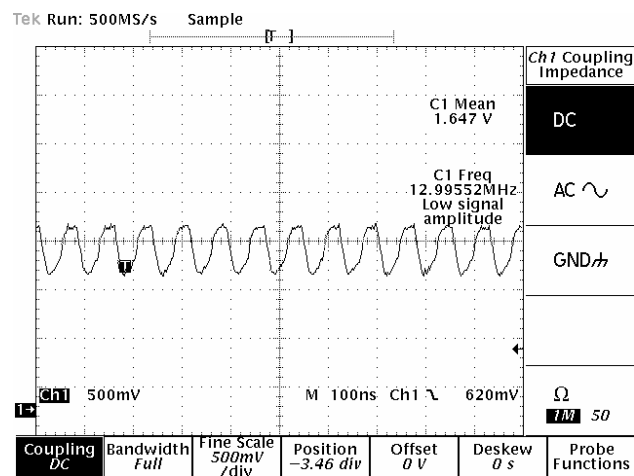 Tek Run: 500MS/s Sample
[T ]
Ch1 Coupling
Impedance
C1 Mean
1.647 V
DC
C1 Freq
12.99552MHz
Low signal
amplitude
AC
GND
T
Ch1 500mV M 100ns Ch1 620mV
1
Ω
1M 50
Coupling
DC
Bandwidth
Full
Fine Scale
500mV
/div
Position
−3.46 div
Offset
0 V
Deskew
0 s
Probe
Functions